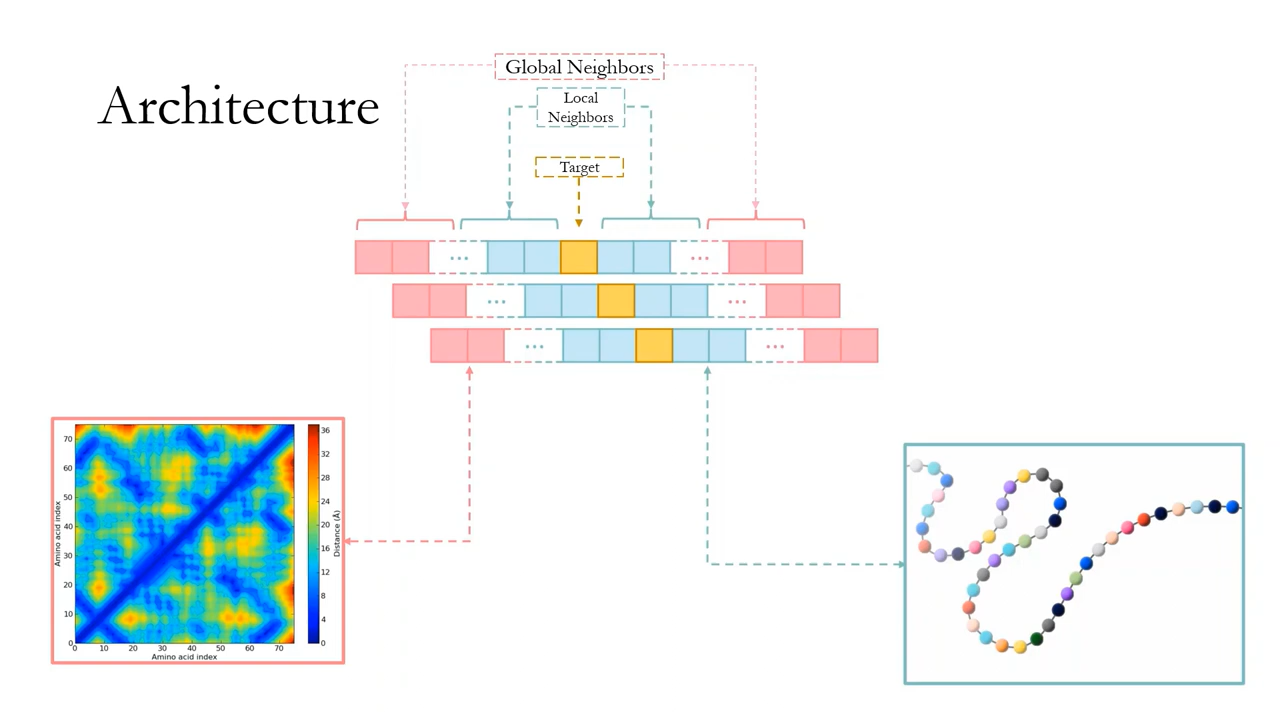 Architecture
Global Neighbors
Local
Neighbors
Target
...
...
...
...
...
...
70
60
50
40
30
20
10
0
Amino acid index
0 10 20 30 40 50 60 70
Amino acid index
36
32
28
24
20
16
12
8
4
0
Distance (Å)